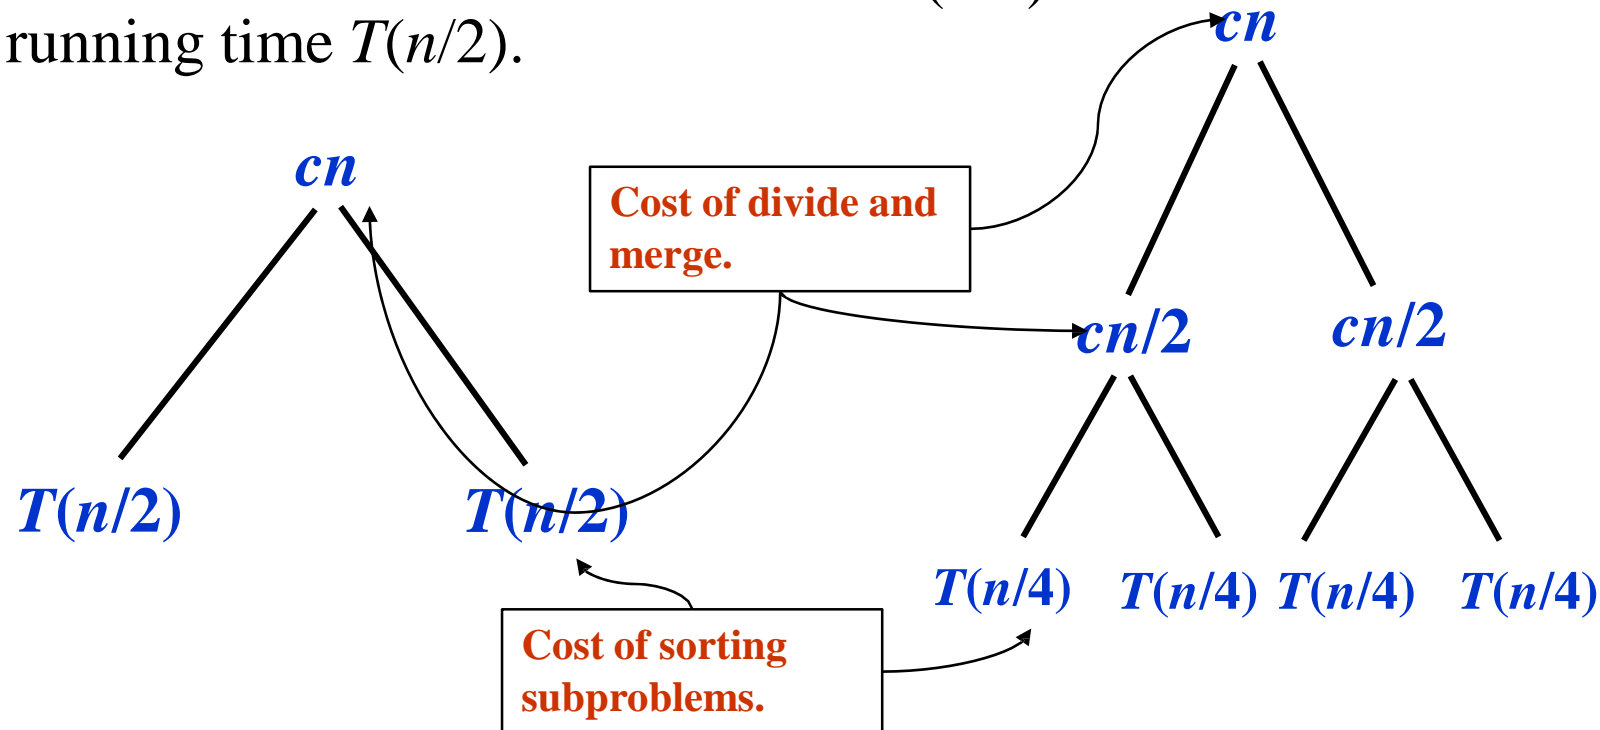 running time T(n/2).
cn
cn
Cost of divide and
merge.
cn/2
cn/2
T(n/2)
T(n/2)
T(n/4)
T(n/4)
T(n/4)
T(n/4)
Cost of sorting
subproblems.